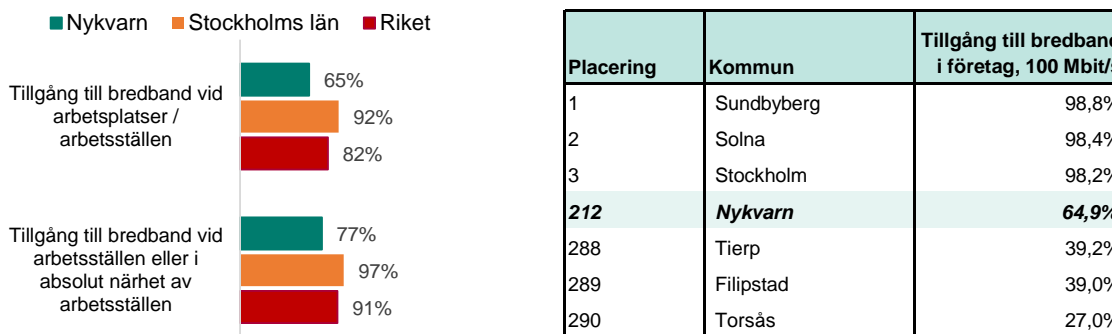 Nykvarn Stockholms län Riket
Tillgång till bredband vid
arbetsplatser /
arbetsställen
65%
92%
82%
Tillgång till bredband vid
arbetsställen eller i
absolut närhet av
arbetsställen
77%
97%
91%
Placering Kommun Tillgång till bredband
i företag, 100 Mbit/s
1 Sundbyberg 98,8%
2 Solna 98,4%
3 Stockholm 98,2%
212 Nykvarn 64,9%
288 Tierp 39,2%
289 Filipstad 39,0%
290 Torsås 27,0%